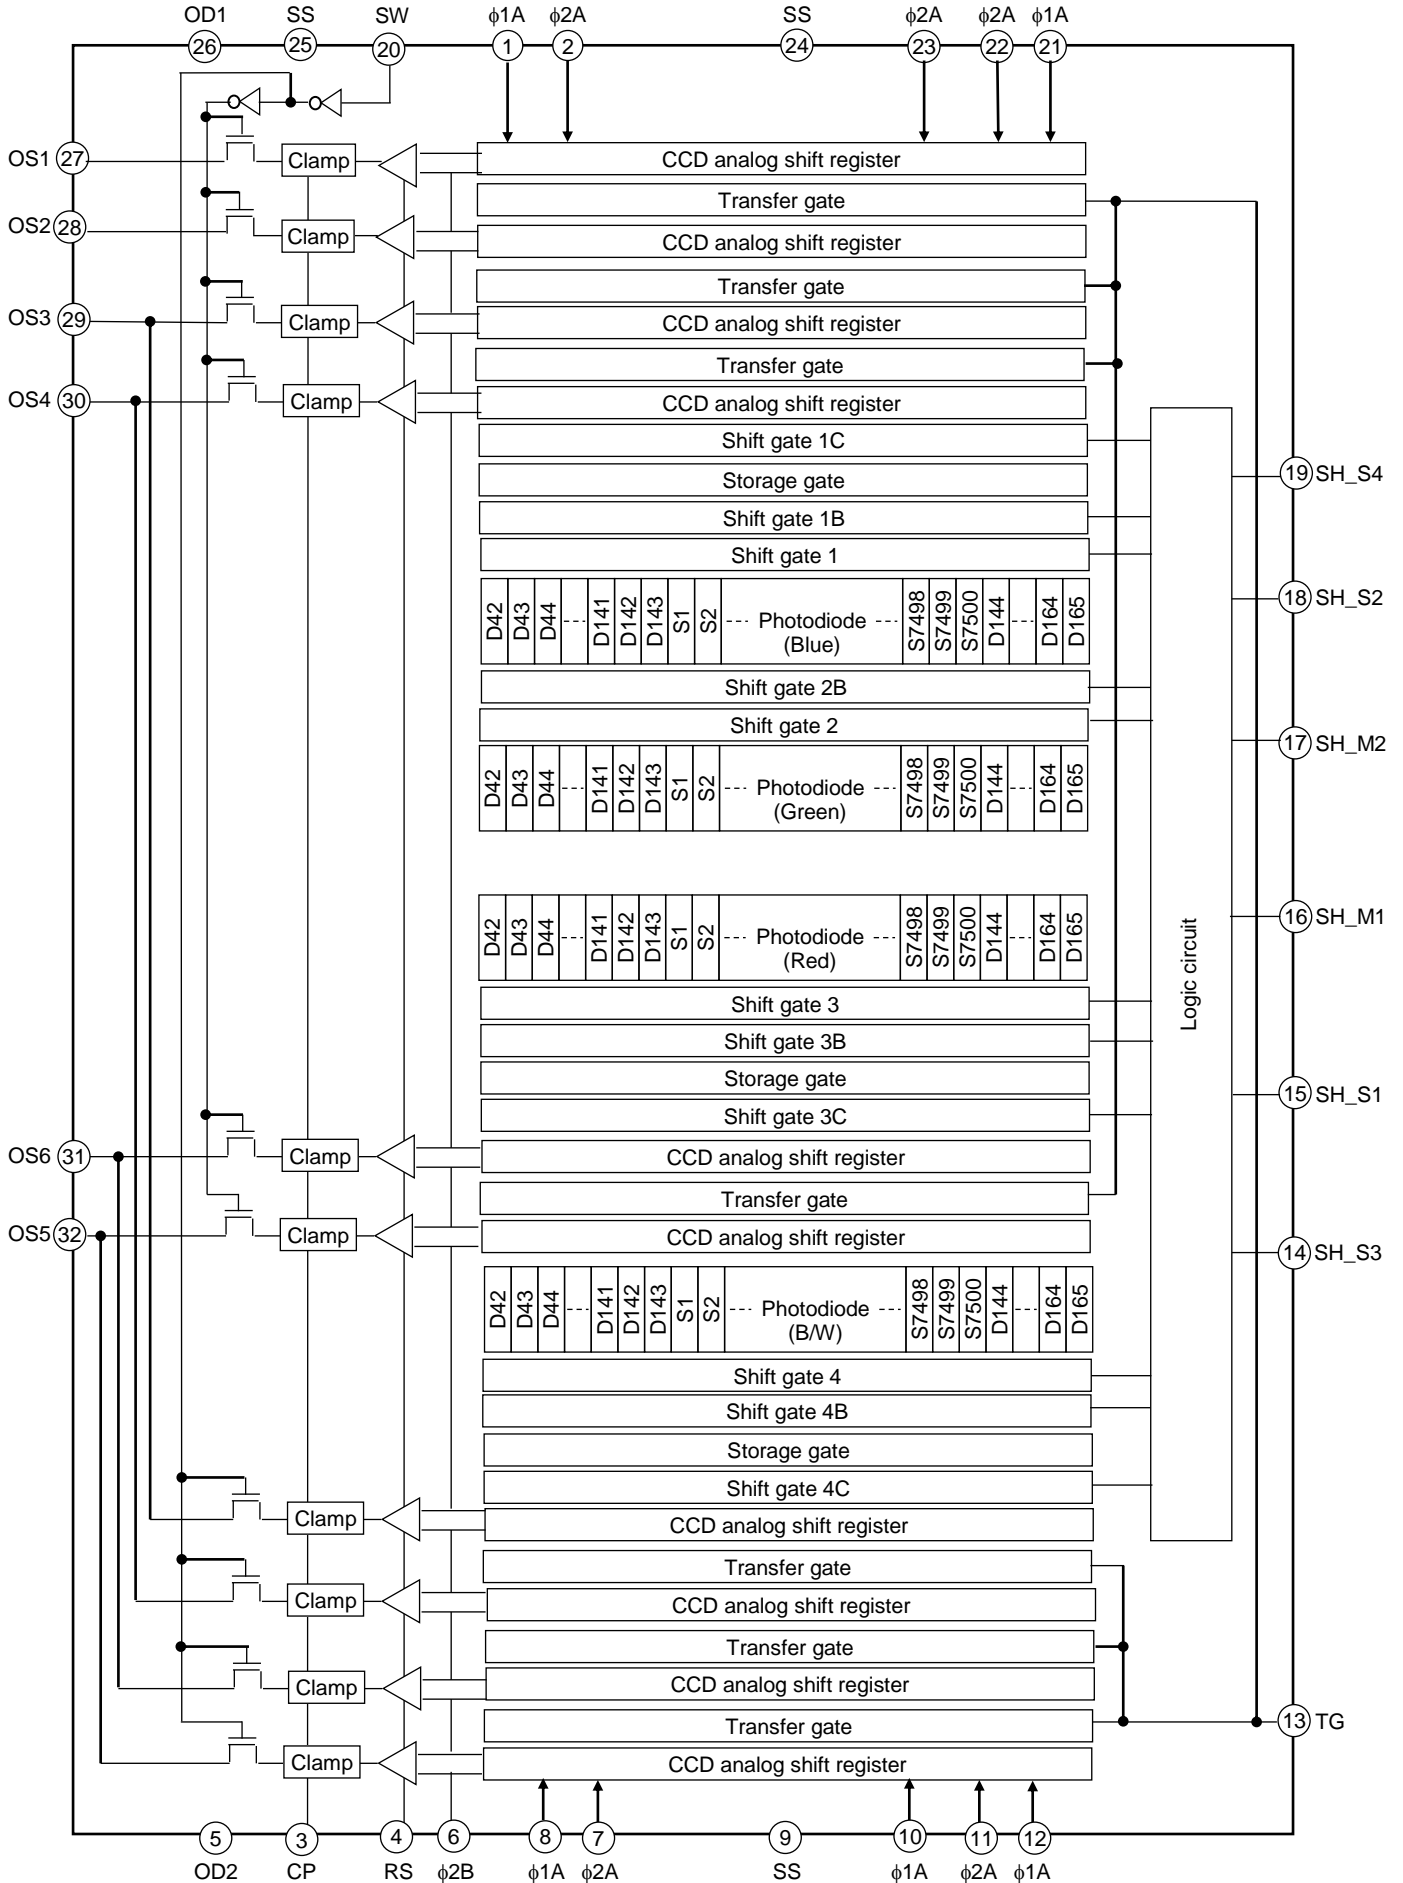 OD1 SS SW ϕ1A ϕ2A SS ϕ2A ϕ2A ϕ1A
26 25 20 1 2 24 23 22 21
OS1 27 Clamp CCD analog shift register
Transfer gate
OS2 28 Clamp CCD analog shift register
Transfer gate
OS3 29 Clamp CCD analog shift register
Transfer gate
OS4 30 Clamp CCD analog shift register
Shift gate 1C
19 SH_S4
Storage gate
Shift gate 1B
Shift gate 1
18 SH_S2
D42 D43 D44 ---- D141 D142 D143 S1 S2 --- Photodiode --- S7498 S7499 S7500 D144 ---- D164 D165
(Blue)
Shift gate 2B
Shift gate 2
17 SH_M2
D42 D43 D44 ---- D141 D142 D143 S1 S2 --- Photodiode --- S7498 S7499 S7500 D144 ---- D164 D165
(Green)
16 SH_M1
D42 D43 D44 ---- D141 D142 D143 S1 S2 --- Photodiode --- S7498 S7499 S7500 D144 ---- D164 D165
(Red)
Logic circuit
Shift gate 3
Shift gate 3B
Storage gate
15 SH_S1
Shift gate 3C
OS6 31 Clamp CCD analog shift register
Transfer gate
OS5 32 Clamp CCD analog shift register
14 SH_S3
D42 D43 D44 ---- D141 D142 D143 S1 S2 --- Photodiode --- S7498 S7499 S7500 D144 ---- D164 D165
(B/W)
Shift gate 4
Shift gate 4B
Storage gate
Shift gate 4C
Clamp CCD analog shift register
Transfer gate
Clamp CCD analog shift register
Transfer gate
Clamp CCD analog shift register
Transfer gate
13 TG
Clamp CCD analog shift register
5 3 4 6 8 7 9 10 11 12
OD2 CP RS ϕ2B ϕ1A ϕ2A SS ϕ1A ϕ2A ϕ1A